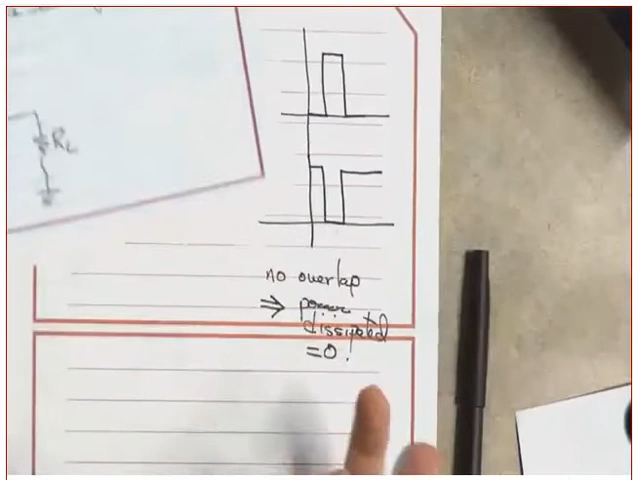 RL
no overlap
⇒ power
dissipated
=0!